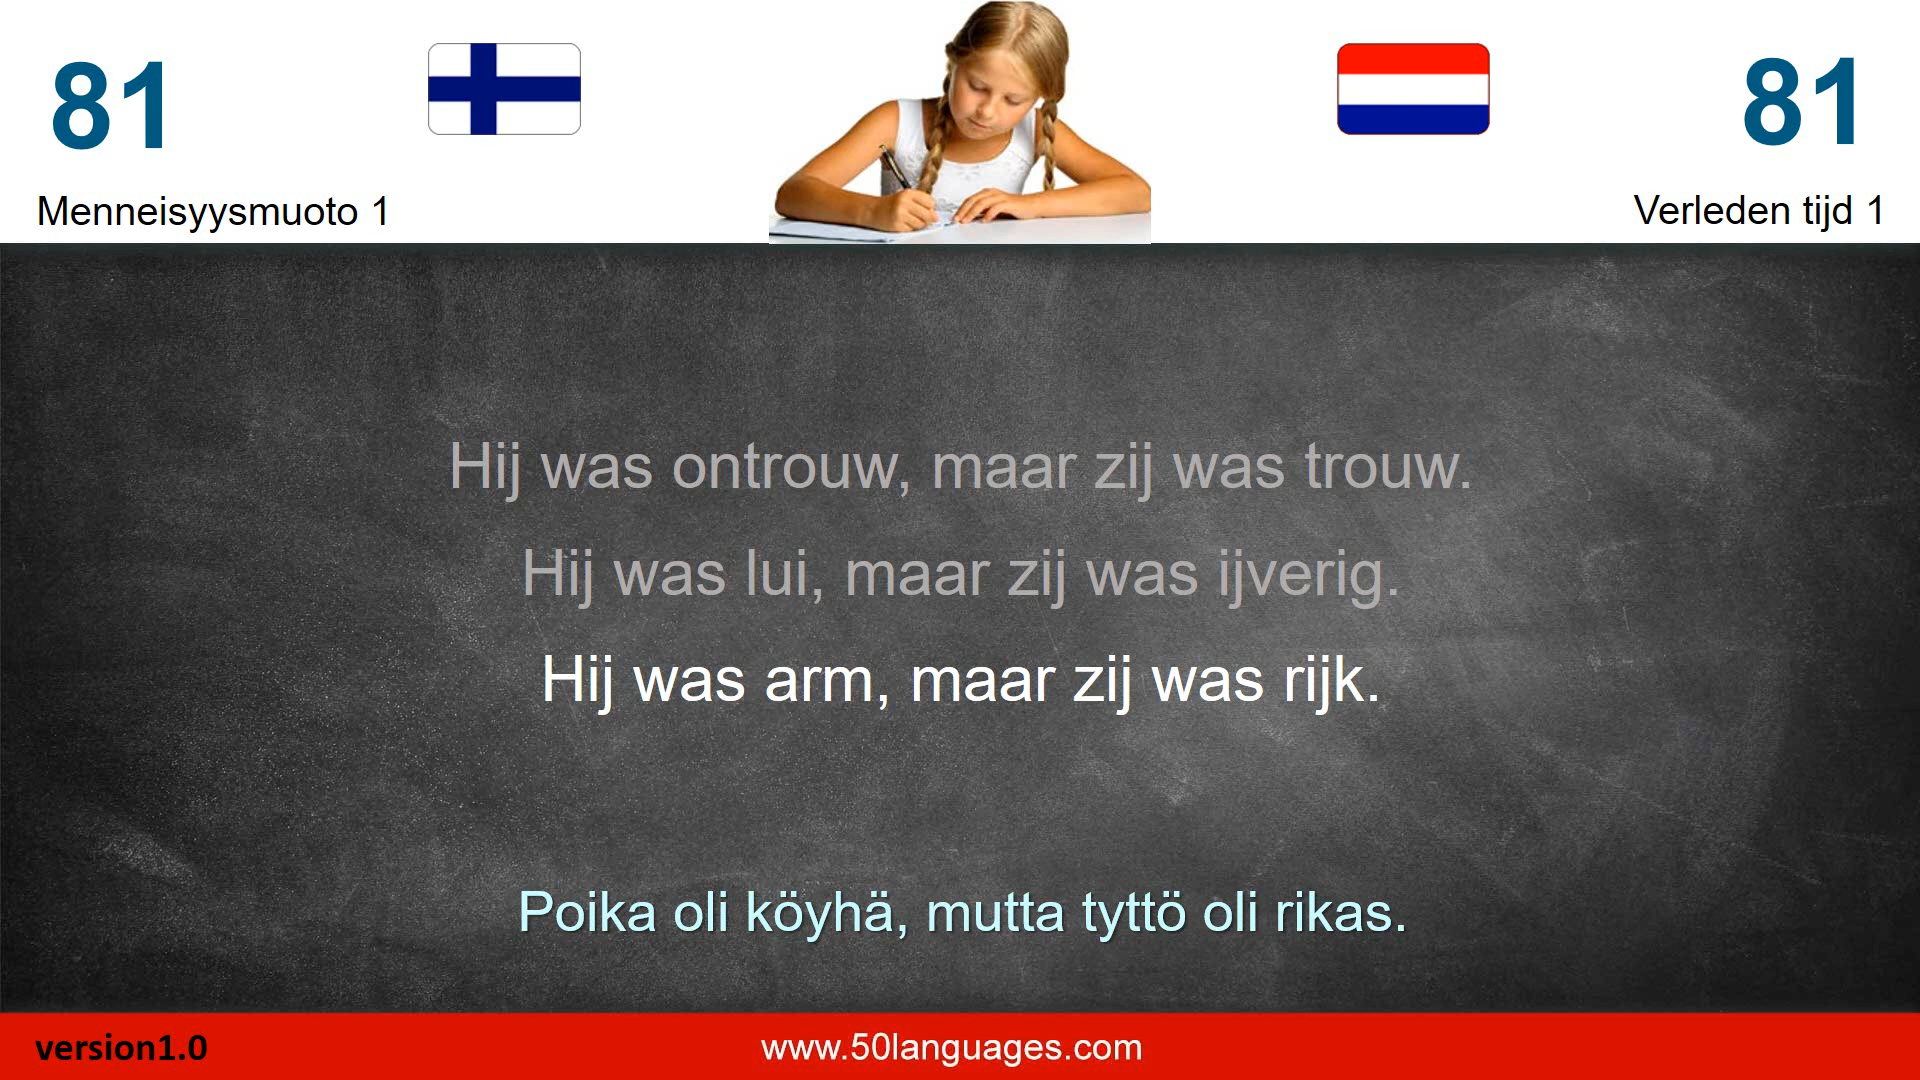 81
81
Menneisyysmuoto 1
Verleden tijd 1
Hij was ontrouw, maar zij was trouw.
Hij was lui, maar zij was ijverig.
Hij was arm, maar zij was rijk.
Poika oli köyhä, mutta tyttö oli rikas.
version1.0
www.50languages.com